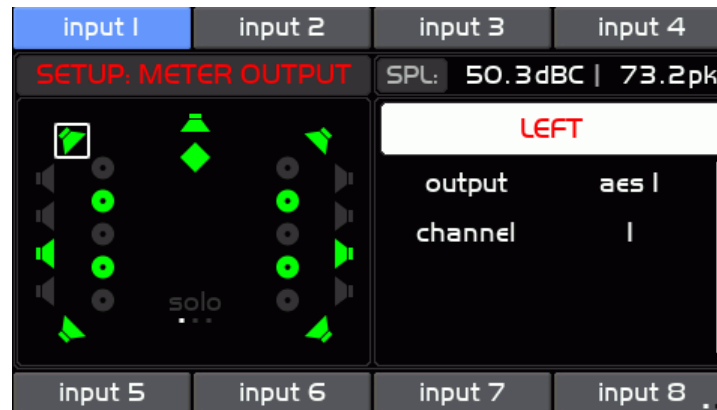 input 1
input 2
input 3
input 4
SETUP: METER OUTPUT
SPL: 50.3dBC | 73.2pk
LEFT
output aes 1
channel 1
solo
input 5
input 6
input 7
input 8